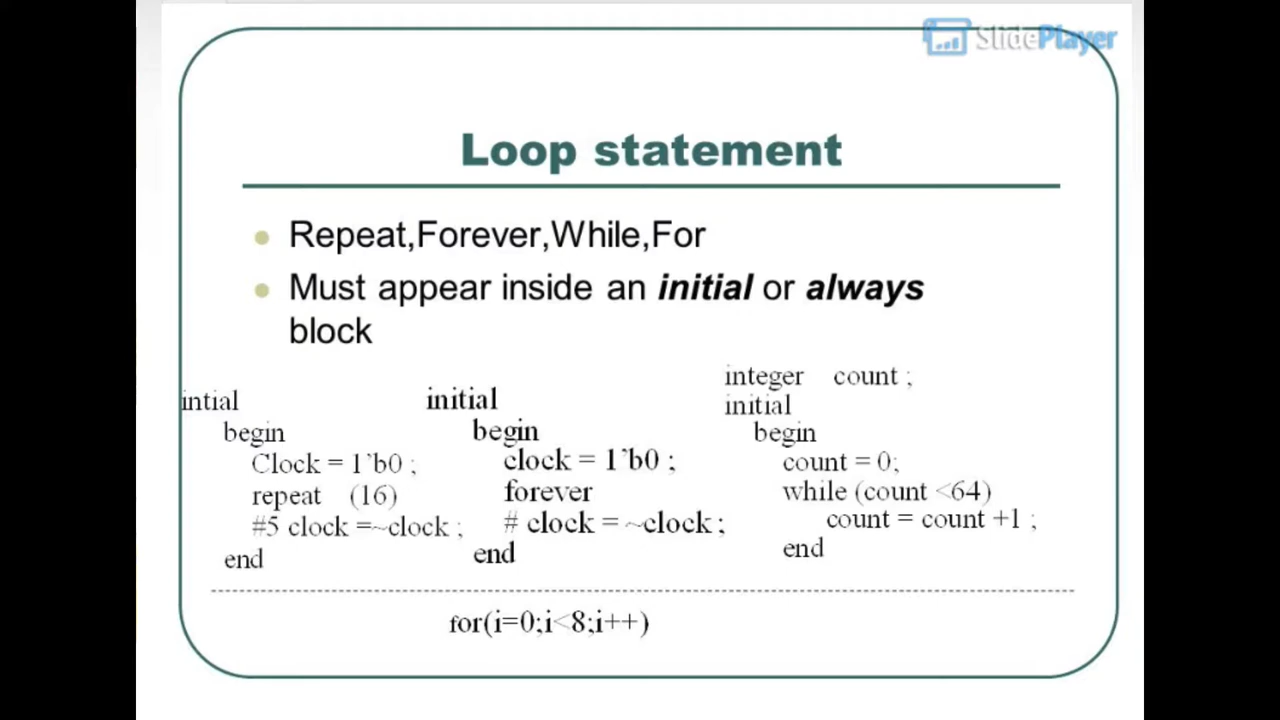 SlidePlayer
Loop statement
Repeat,Forever,While,For
Must appear inside an initial or always
block
intial
begin
Clock = 1`b0 ;
repeat (16)
#5 clock =~clock ;
end
initial
begin
clock = 1`b0 ;
forever
# clock = ~clock ;
end
integer count ;
initial
begin
count = 0;
while (count <64)
count = count +1 ;
end
for(i=0;i<8;i++)